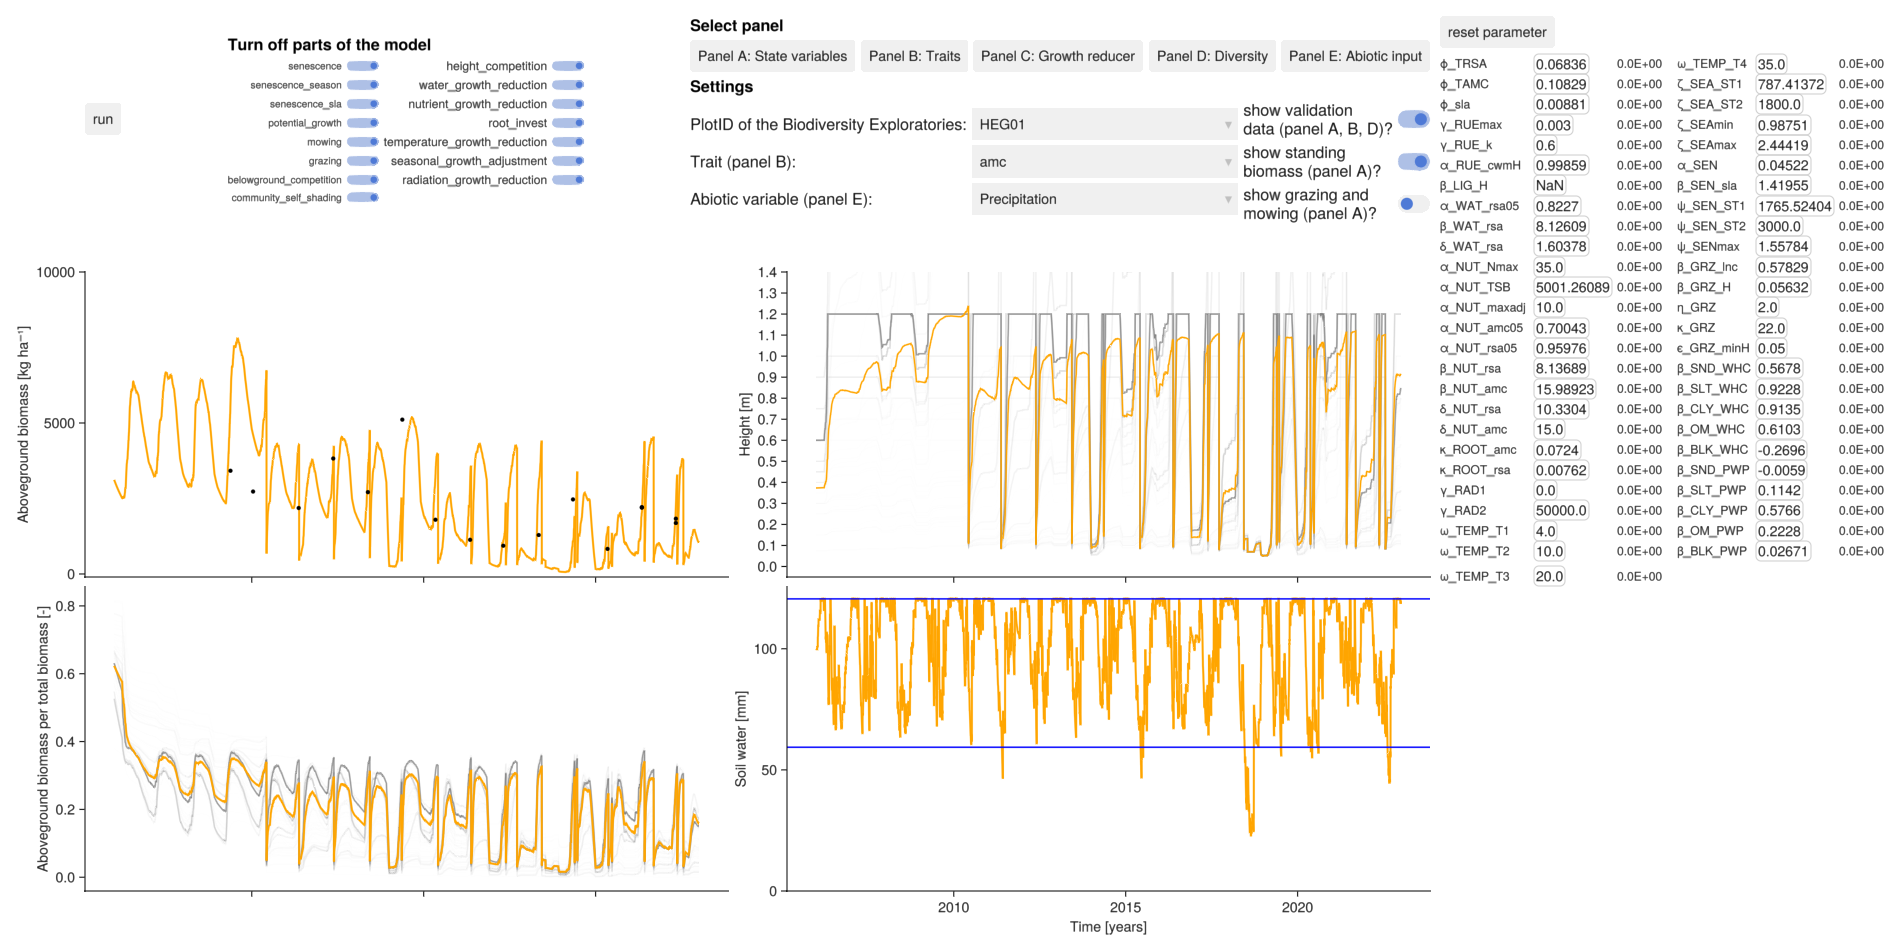 Turn off parts of the model
senescence
senescence_season
senescence_sla
potential_growth
mowing
grazing
belowground_competition
community_self_shading
height_competition
water_growth_reduction
nutrient_growth_reduction
root_invest
temperature_growth_reduction
seasonal_growth_adjustment
radiation_growth_reduction
run
Select panel
Panel A: State variables
Panel B: Traits
Panel C: Growth reducer
Panel D: Diversity
Panel E: Abiotic input
Settings
PlotID of the Biodiversity Exploratories:
HEG01
Trait (panel B):
amc
Abiotic variable (panel E):
Precipitation
show validation
data (panel A, B, D)?
show standing
biomass (panel A)?
show grazing and
mowing (panel A)?
reset parameter
ϕ_TRSA 0.06836 0.0E+00
ϕ_TAMC 0.10829 0.0E+00
ϕ_sla 0.00881 0.0E+00
γ_RUEmax 0.003 0.0E+00
γ_RUE_k 0.6 0.0E+00
α_RUE_cwmH 0.99859 0.0E+00
β_LIG_H NaN 0.0E+00
α_WAT_rsa05 0.8227 0.0E+00
β_WAT_rsa 8.12609 0.0E+00
δ_WAT_rsa 1.60378 0.0E+00
α_NUT_Nmax 35.0 0.0E+00
α_NUT_TSB 5001.26089 0.0E+00
α_NUT_maxadj 10.0 0.0E+00
α_NUT_amc05 0.70043 0.0E+00
α_NUT_rsa05 0.95976 0.0E+00
β_NUT_rsa 8.13689 0.0E+00
β_NUT_amc 15.98923 0.0E+00
δ_NUT_rsa 10.3304 0.0E+00
δ_NUT_amc 15.0 0.0E+00
κ_ROOT_amc 0.0724 0.0E+00
κ_ROOT_rsa 0.00762 0.0E+00
γ_RAD1 0.0 0.0E+00
γ_RAD2 50000.0 0.0E+00
ω_TEMP_T1 4.0 0.0E+00
ω_TEMP_T2 10.0 0.0E+00
ω_TEMP_T3 20.0 0.0E+00
ω_TEMP_T4 35.0 0.0E+00
ζ_SEA_ST1 787.41372 0.0E+00
ζ_SEA_ST2 1800.0 0.0E+00
ζ_SEAmin 0.98751 0.0E+00
ζ_SEAmax 2.44419 0.0E+00
α_SEN 0.04522 0.0E+00
β_SEN_sla 1.41955 0.0E+00
ψ_SEN_ST1 1765.52404 0.0E+00
ψ_SEN_ST2 3000.0 0.0E+00
ψ_SENmax 1.55784 0.0E+00
β_GRZ_lnc 0.57829 0.0E+00
β_GRZ_H 0.05632 0.0E+00
η_GRZ 2.0 0.0E+00
κ_GRZ 22.0 0.0E+00
ϵ_GRZ_minH 0.05 0.0E+00
β_SND_WHC 0.5678 0.0E+00
β_SLT_WHC 0.9228 0.0E+00
β_CLY_WHC 0.9135 0.0E+00
β_OM_WHC 0.6103 0.0E+00
β_BLK_WHC -0.2696 0.0E+00
β_SND_PWP -0.0059 0.0E+00
β_SLT_PWP 0.1142 0.0E+00
β_CLY_PWP 0.5766 0.0E+00
β_OM_PWP 0.2228 0.0E+00
β_BLK_PWP 0.02671 0.0E+00
Aboveground biomass [kg ha⁻¹]
10000
5000
0
Height [m]
1.4
1.3
1.2
1.1
1.0
0.9
0.8
0.7
0.6
0.5
0.4
0.3
0.2
0.1
0.0
Aboveground biomass per total biomass [-]
0.8
0.6
0.4
0.2
0.0
Soil water [mm]
100
50
0
2010
2015
2020
Time [years]